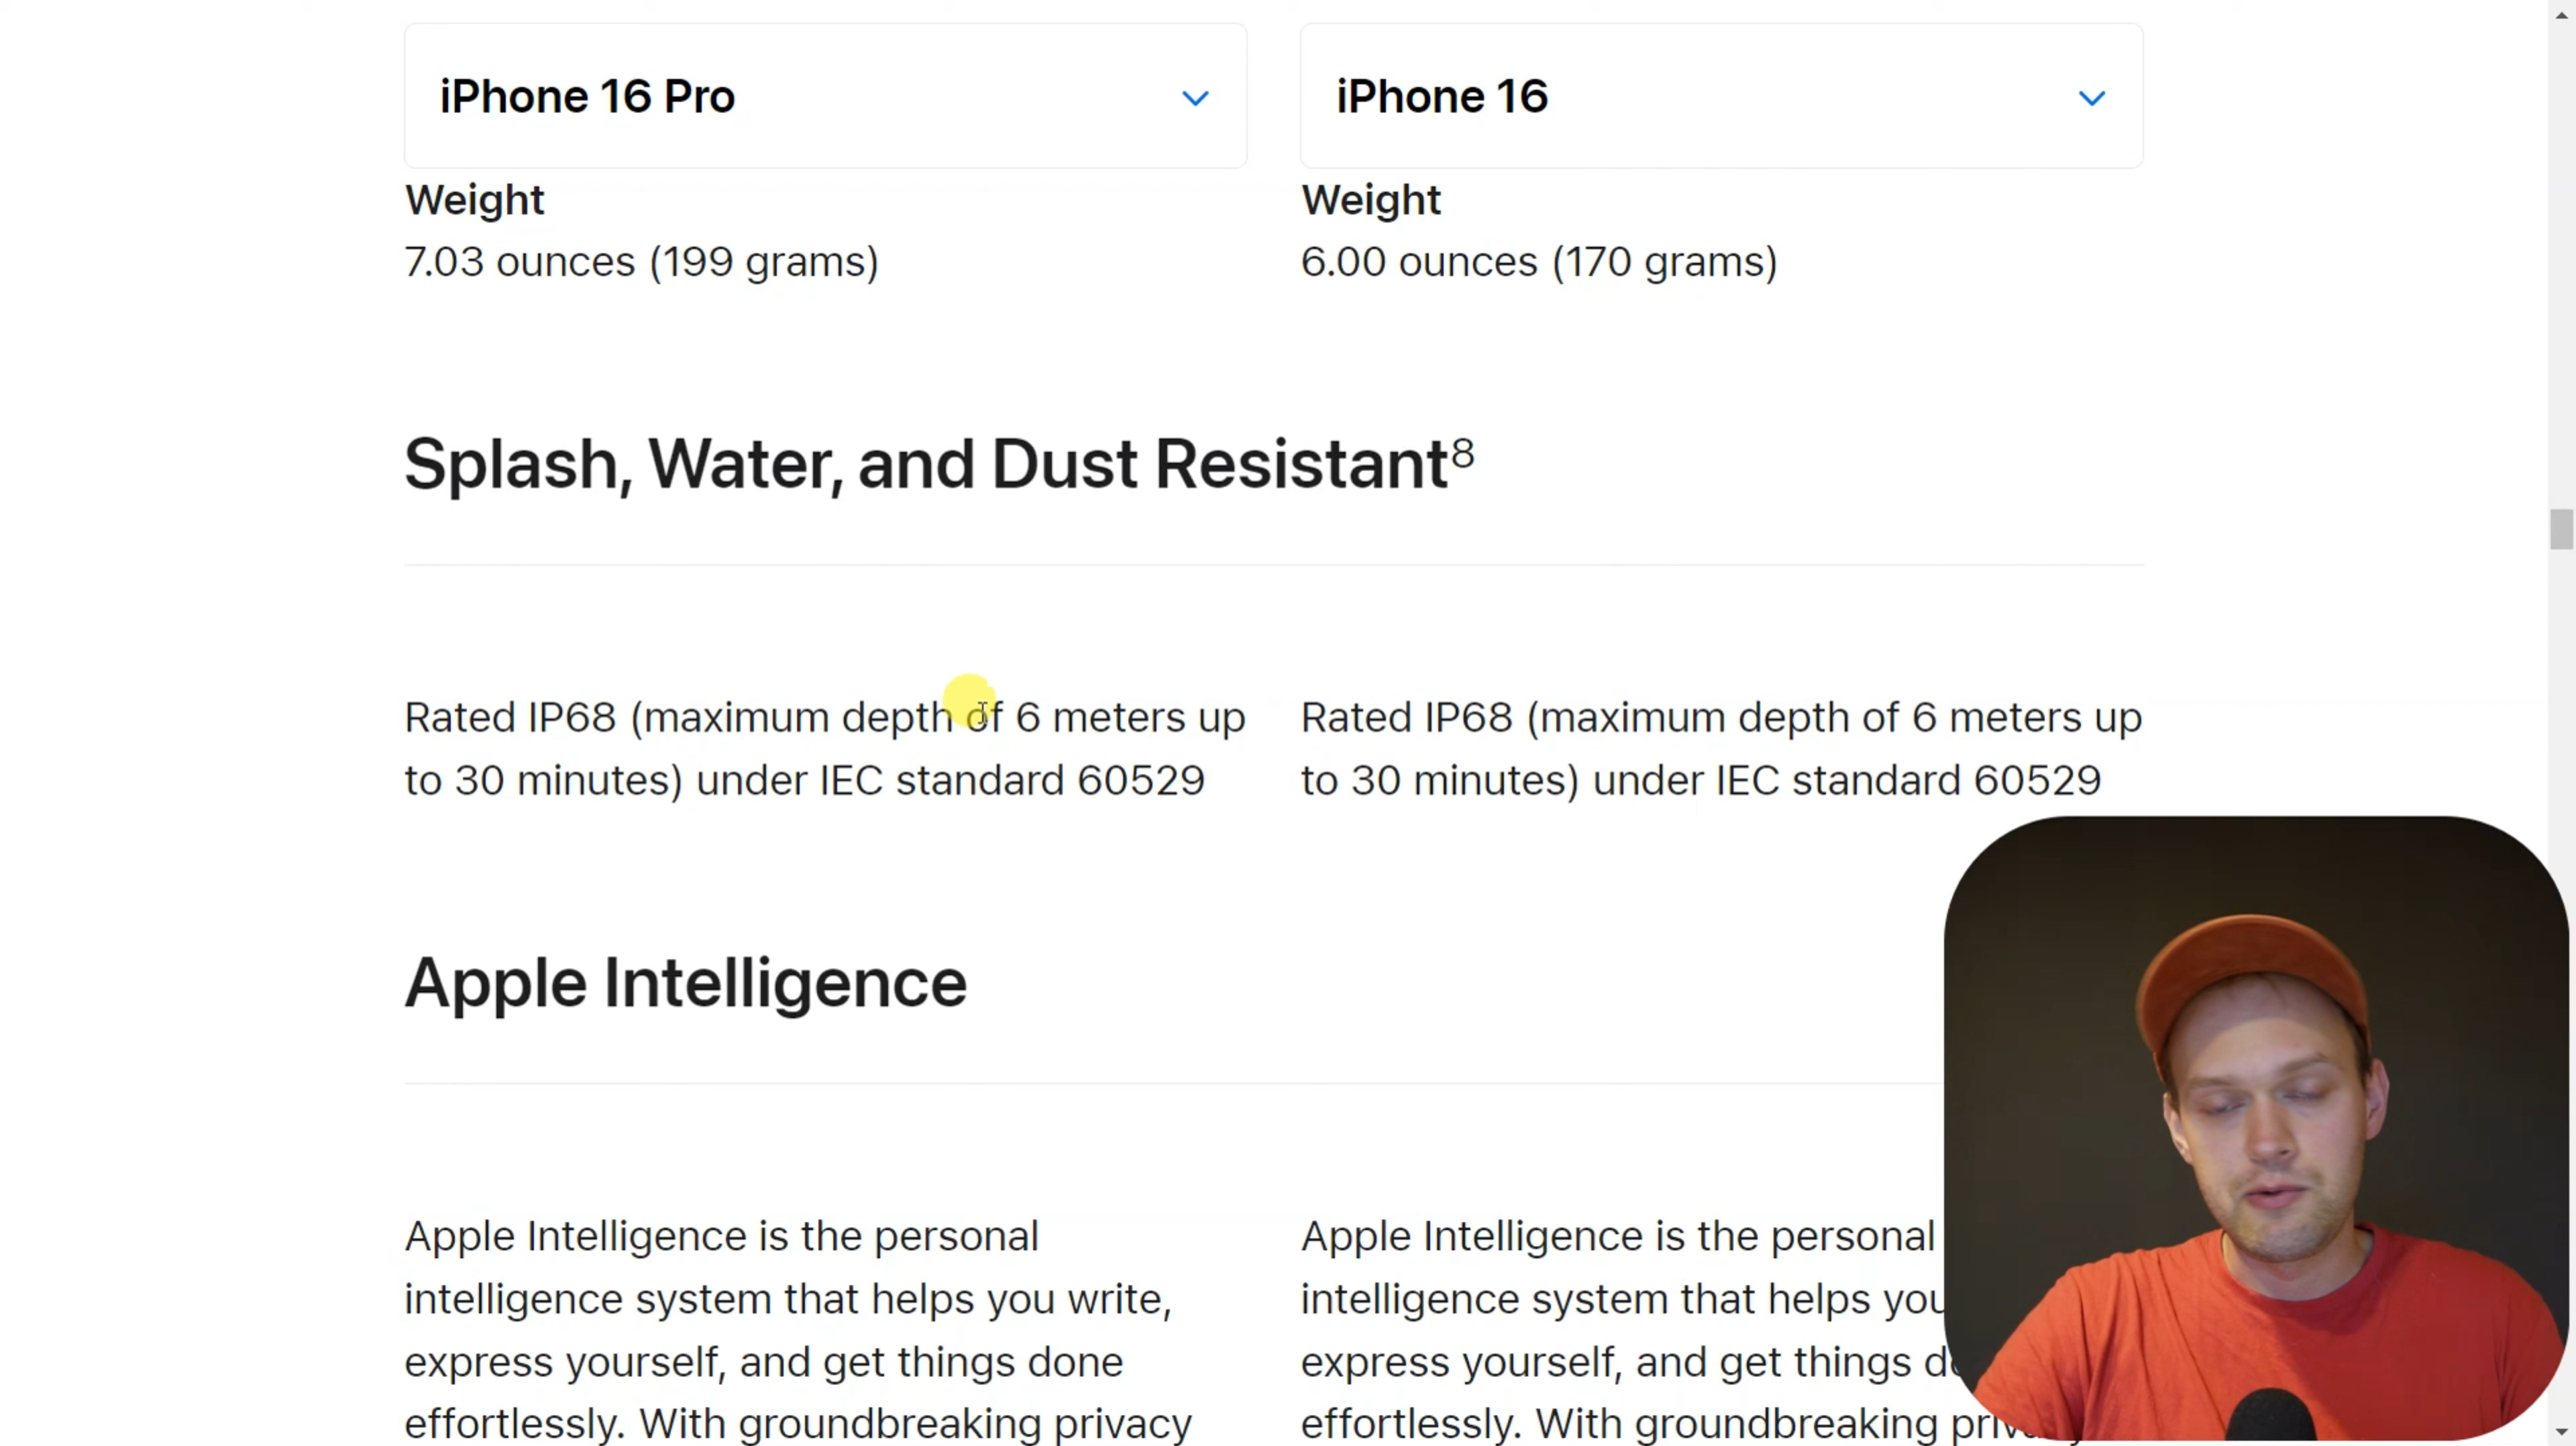 iPhone 16 Pro
iPhone 16
Weight
7.03 ounces (199 grams)
Weight
6.00 ounces (170 grams)
Splash, Water, and Dust Resistant⁸
Rated IP68 (maximum depth of 6 meters up
to 30 minutes) under IEC standard 60529
Rated IP68 (maximum depth of 6 meters up
to 30 minutes) under IEC standard 60529
Apple Intelligence
Apple Intelligence is the personal
intelligence system that helps you write,
express yourself, and get things done
effortlessly. With groundbreaking privacy
Apple Intelligence is the personal
intelligence system that helps you
express yourself, and get things
effortlessly. With groundbreaking